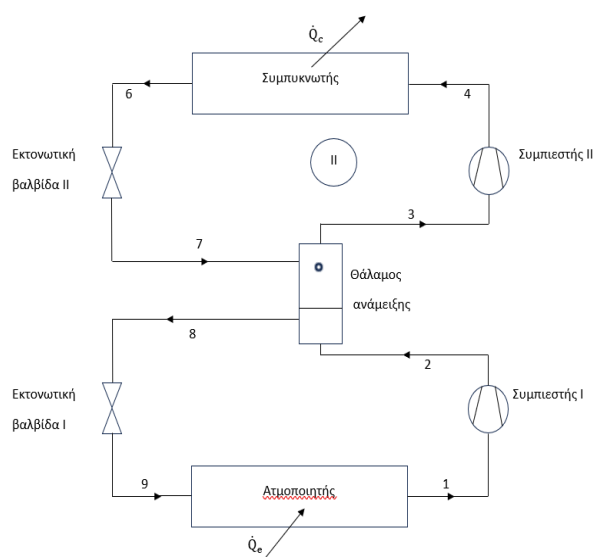 Q̇c
Συμπυκνωτής
6
4
Εκτονωτική
βαλβίδα II
II
Συμπιεστής II
3
7
Θάλαμος
ανάμειξης
8
2
Εκτονωτική
βαλβίδα I
Συμπιεστής I
9
Ατμοποιητής
1
Q̇e